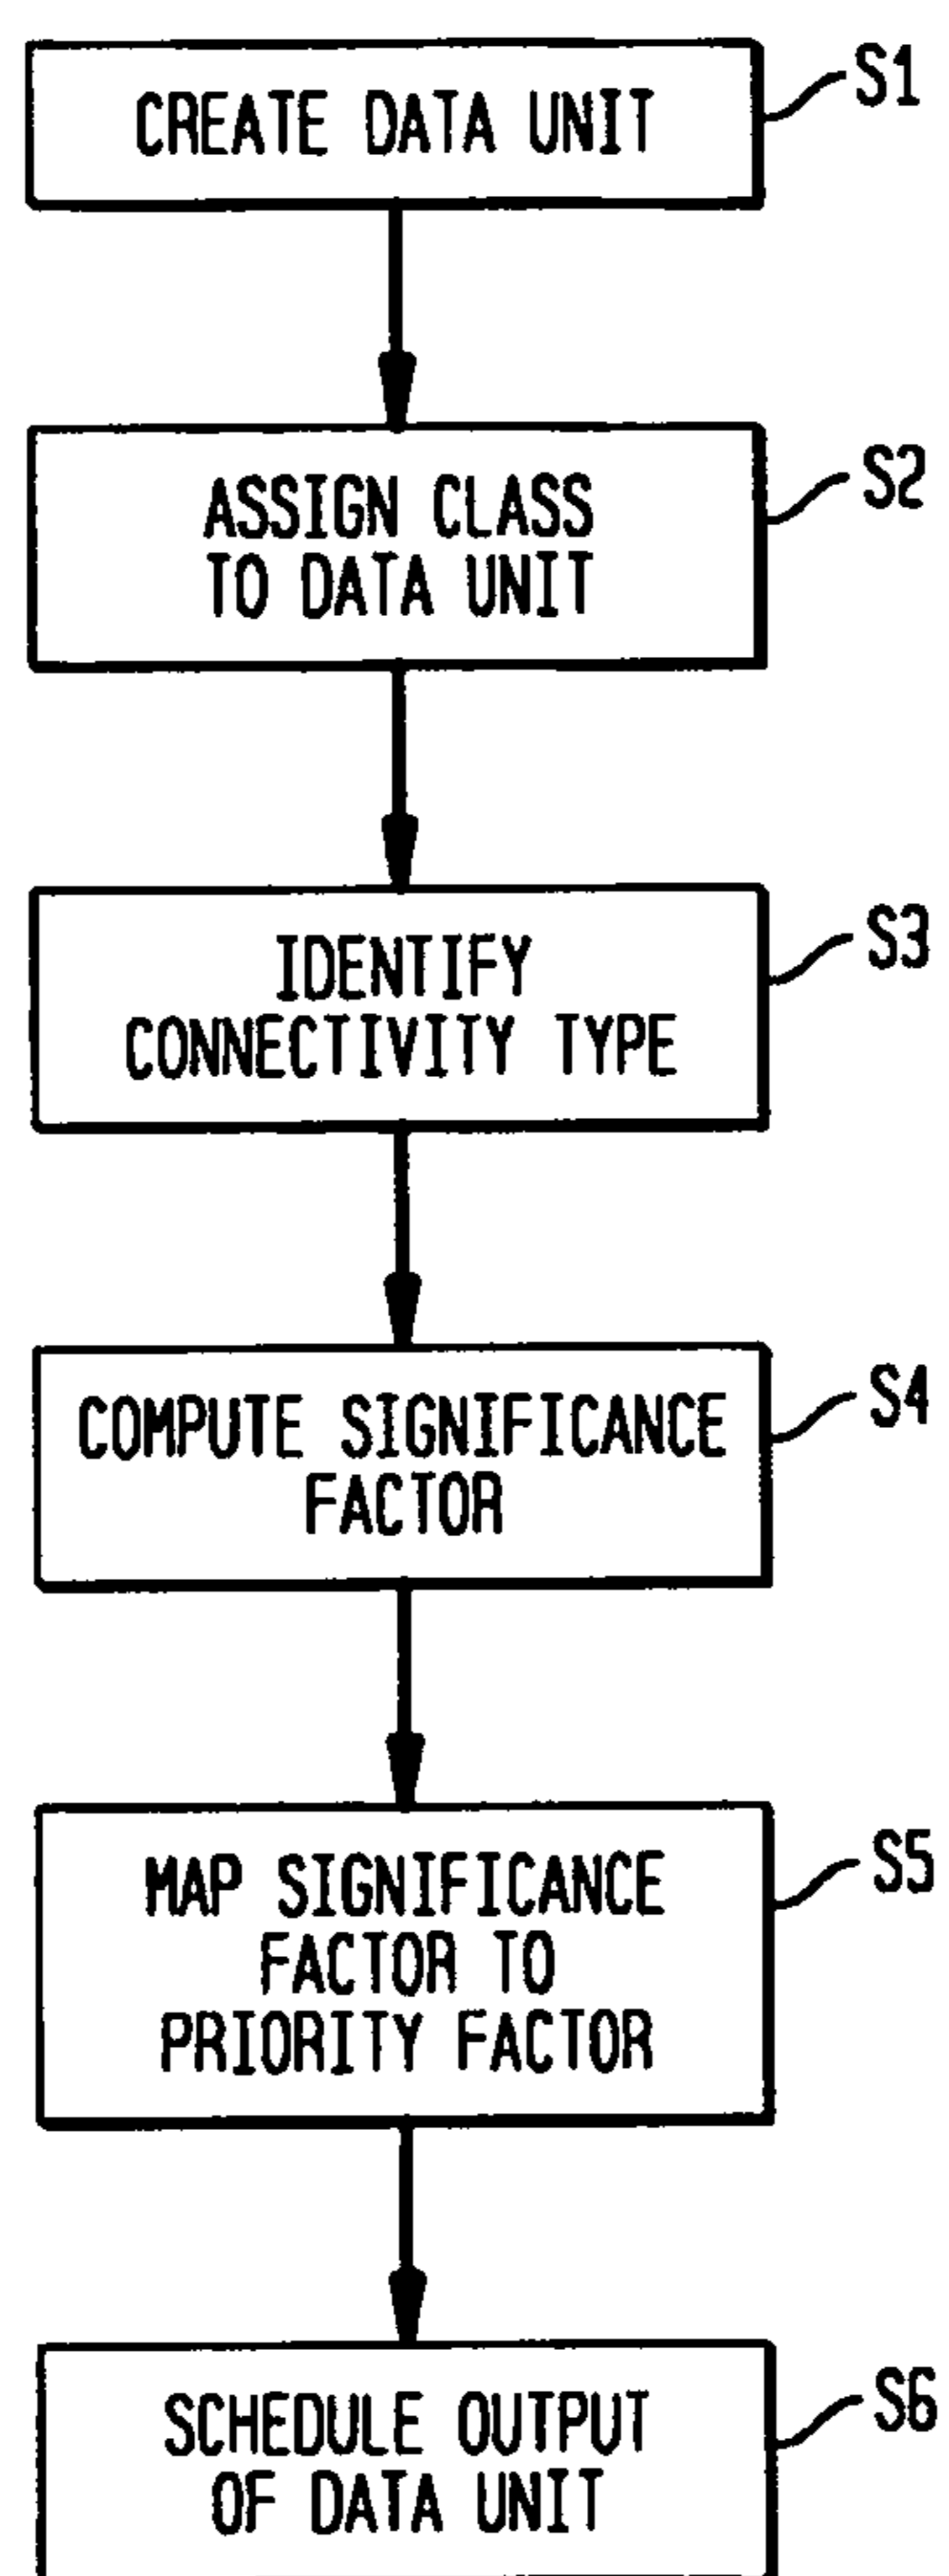 CREATE DATA UNIT
S1
ASSIGN CLASS
TO DATA UNIT
S2
IDENTIFY
CONNECTIVITY TYPE
S3
COMPUTE SIGNIFICANCE
FACTOR
S4
MAP SIGNIFICANCE
FACTOR TO
PRIORITY FACTOR
S5
SCHEDULE OUTPUT
OF DATA UNIT
S6